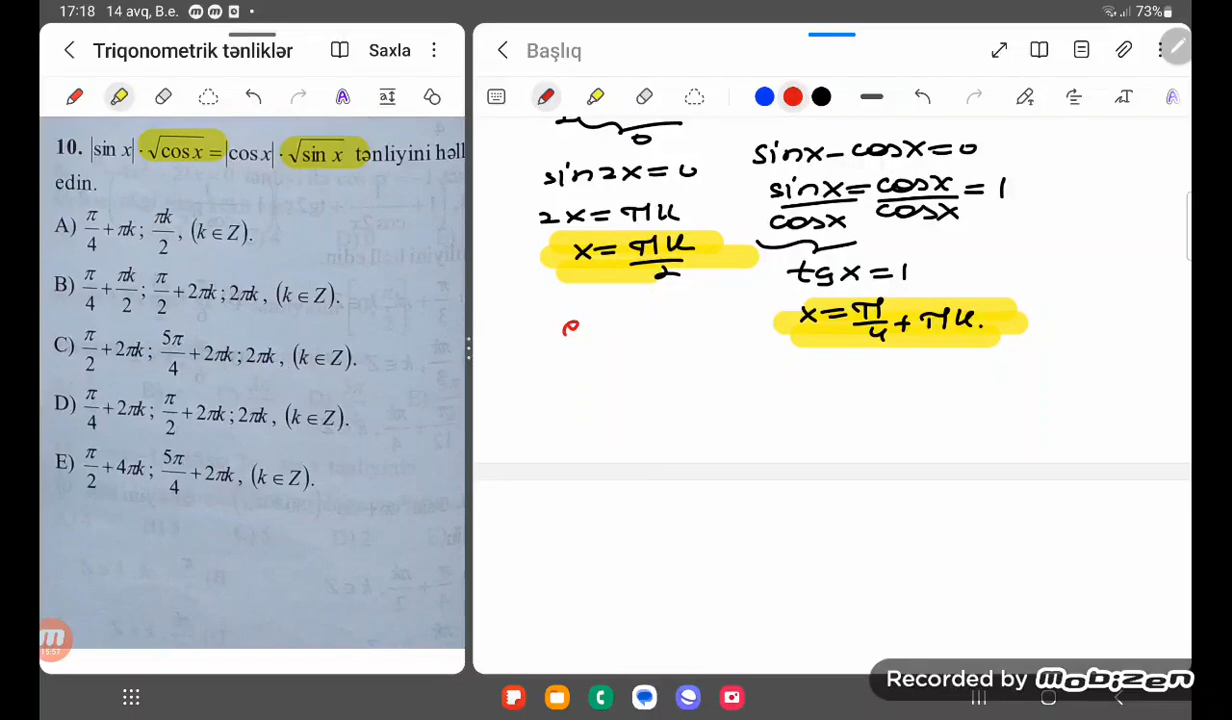 17:18 14 avq, B.e.
73%
Triqonometrik tənliklər
Saxla
Başlıq
10. |sin x| · √cos x = |cos x| · √sin x tənliyini həll
edin.
A) π/4 + πk; πk/2, (k ∈ Z).
B) π/4 + πk/2; π/2 + 2πk; 2πk, (k ∈ Z).
C) π/2 + 2πk; 5π/4 + 2πk; 2πk, (k ∈ Z).
D) π/4 + 2πk; π/2 + 2πk; 2πk, (k ∈ Z).
E) π/2 + 4πk; 5π/4 + 2πk, (k ∈ Z).
0
sin2x=0
2x=πk
x=πk/2
sinx-cosx=0
sinx/cosx=cosx/cosx=1
tgx=1
x=π/4+πk.
15:57
Recorded by mobizen